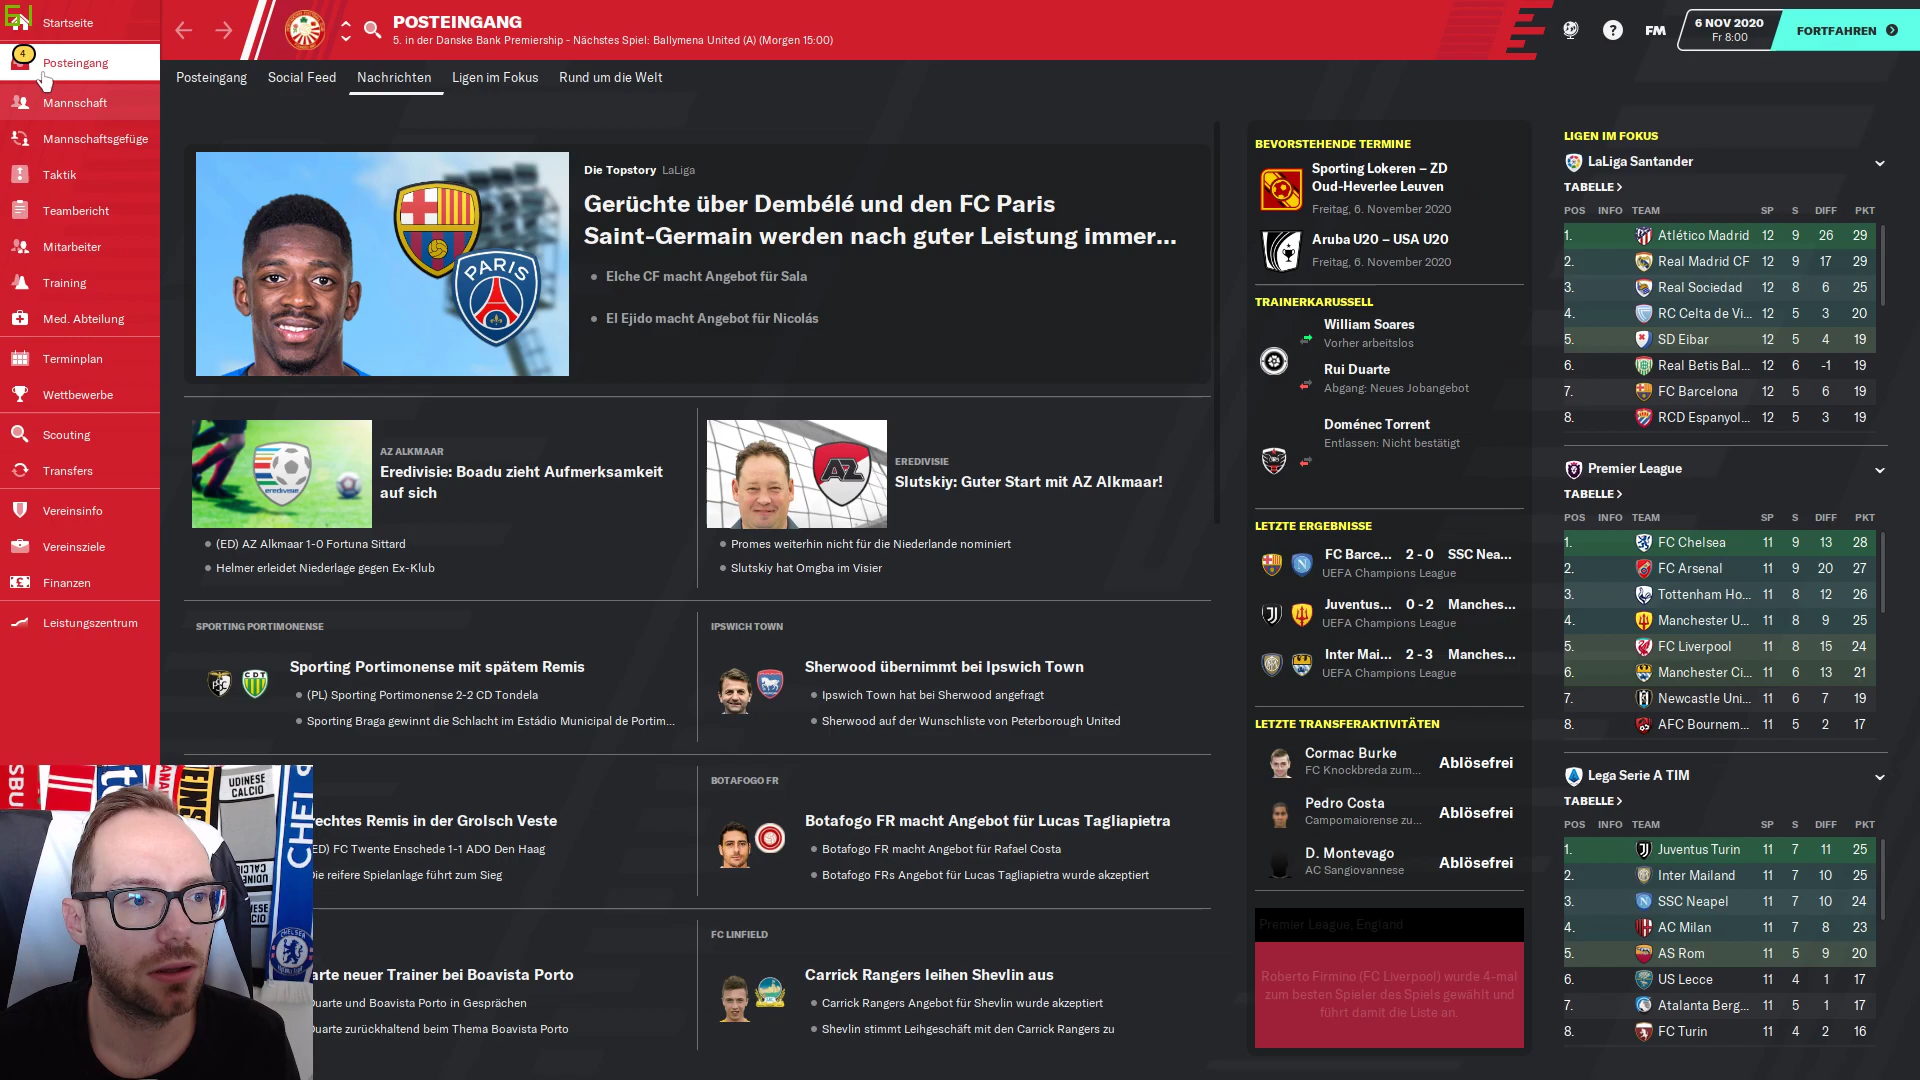 Startseite
4
Posteingang
Mannschaft
Mannschaftsgefüge
Taktik
Teambericht
Mitarbeiter
Training
Med. Abteilung
Terminplan
Wettbewerbe
Scouting
Transfers
Vereinsinfo
Vereinsziele
Finanzen
Leistungszentrum
POSTEINGANG
5. in der Danske Bank Premiership - Nächstes Spiel: Ballymena United (A) (Morgen 15:00)
?
FM
6 NOV 2020
Fr 8:00
FORTFAHREN
Posteingang Social Feed Nachrichten Ligen im Fokus Rund um die Welt
Die Topstory LaLiga
Gerüchte über Dembélé und den FC Paris
Saint-Germain werden nach guter Leistung immer...
Elche CF macht Angebot für Sala
El Ejido macht Angebot für Nicolás
PARIS
AZ ALKMAAR
Eredivisie: Boadu zieht Aufmerksamkeit
auf sich
eredivisie
(ED) AZ Alkmaar 1-0 Fortuna Sittard
Helmer erleidet Niederlage gegen Ex-Klub
AZ
EREDIVISIE
Slutskiy: Guter Start mit AZ Alkmaar!
Promes weiterhin nicht für die Niederlande nominiert
Slutskiy hat Omgba im Visier
SPORTING PORTIMONENSE
Sporting Portimonense mit spätem Remis
(PL) Sporting Portimonense 2-2 CD Tondela
Sporting Braga gewinnt die Schlacht im Estádio Municipal de Portim...
IPSWICH TOWN
Sherwood übernimmt bei Ipswich Town
Ipswich Town hat bei Sherwood angefragt
Sherwood auf der Wunschliste von Peterborough United
rechtes Remis in der Grolsch Veste
ED) FC Twente Enschede 1-1 ADO Den Haag
Die reifere Spielanlage führt zum Sieg
BOTAFOGO FR
Botafogo FR macht Angebot für Lucas Tagliapietra
Botafogo FR macht Angebot für Rafael Costa
Botafogo FRs Angebot für Lucas Tagliapietra wurde akzeptiert
arte neuer Trainer bei Boavista Porto
Duarte und Boavista Porto in Gesprächen
Duarte zurückhaltend beim Thema Boavista Porto
FC LINFIELD
Carrick Rangers leihen Shevlin aus
Carrick Rangers Angebot für Shevlin wurde akzeptiert
Shevlin stimmt Leihgeschäft mit den Carrick Rangers zu
UDINESE
CALCIO
CHELS
BEVORSTEHENDE TERMINE
Sporting Lokeren – ZD
Oud-Heverlee Leuven
Freitag, 6. November 2020
Aruba U20 – USA U20
Freitag, 6. November 2020
TRAINERKARUSSELL
William Soares
Vorher arbeitslos
Rui Duarte
Abgang: Neues Jobangebot
Doménec Torrent
Entlassen: Nicht bestätigt
LETZTE ERGEBNISSE
FC Barce... 2 - 0 SSC Nea...
UEFA Champions League
Juventus... 0 - 2 Manches...
UEFA Champions League
Inter Mai... 2 - 3 Manches...
UEFA Champions League
LETZTE TRANSFERAKTIVITÄTEN
Cormac Burke
FC Knockbreda zum...
Ablösefrei
Pedro Costa
Campomaiorense zu...
Ablösefrei
D. Montevago
AC Sangiovannese
Ablösefrei
Premier League, England
Roberto Firmino (FC Liverpool) wurde 4-mal
zum besten Spieler des Spiels gewählt und
führt damit die Liste an.
LIGEN IM FOKUS
LaLiga Santander
TABELLE >
POS INFO TEAM SP S DIFF PKT
1. Atlético Madrid 12 9 26 29
2. Real Madrid CF 12 9 17 29
3. Real Sociedad 12 8 6 25
4. RC Celta de Vi... 12 5 3 20
5. SD Eibar 12 5 4 19
6. Real Betis Bal... 12 6 -1 19
7. FC Barcelona 12 5 6 19
8. RCD Espanyol... 12 5 3 19
Premier League
TABELLE >
POS INFO TEAM SP S DIFF PKT
1. FC Chelsea 11 9 13 28
2. FC Arsenal 11 9 20 27
3. Tottenham Ho... 11 8 12 26
4. Manchester U... 11 8 9 25
5. FC Liverpool 11 8 15 24
6. Manchester Ci... 11 6 13 21
7. Newcastle Uni... 11 6 7 19
8. AFC Bournem... 11 5 2 17
Lega Serie A TIM
TABELLE >
POS INFO TEAM SP S DIFF PKT
1. Juventus Turin 11 7 11 25
2. Inter Mailand 11 7 10 25
3. SSC Neapel 11 7 10 24
4. AC Milan 11 7 8 23
5. AS Rom 11 5 9 20
6. US Lecce 11 4 1 17
7. Atalanta Berg... 11 5 1 17
8. FC Turin 11 4 2 16